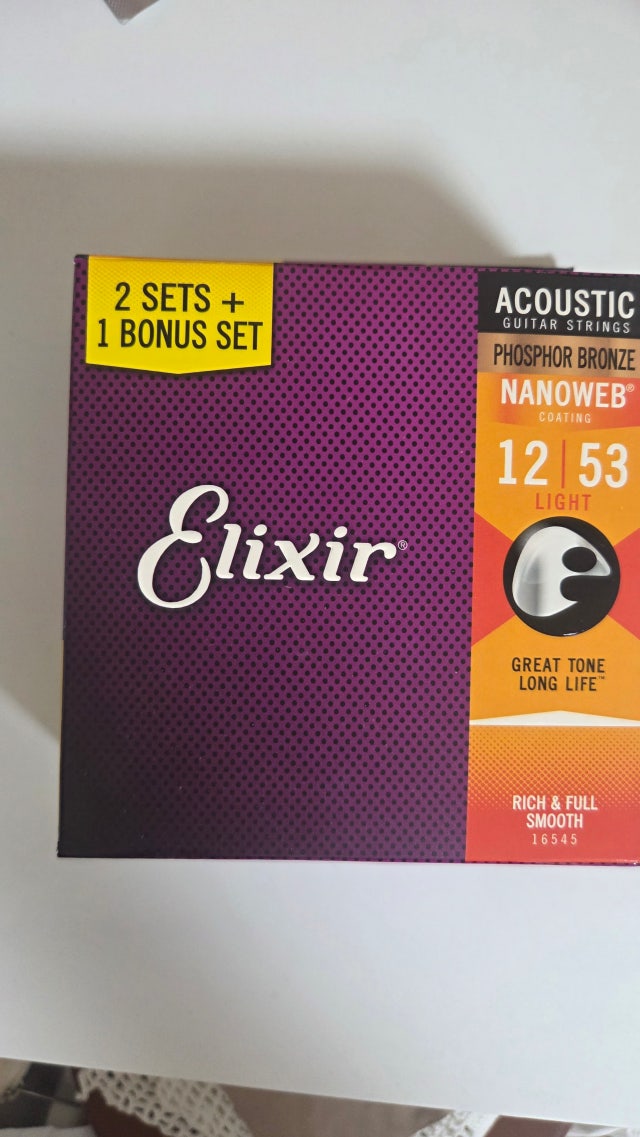 2 SETS +
1 BONUS SET
Elixir®
ACOUSTIC
GUITAR STRINGS
PHOSPHOR BRONZE
NANOWEB®
COATING
12 | 53
LIGHT
GREAT TONE
LONG LIFE™
RICH & FULL
SMOOTH
16545